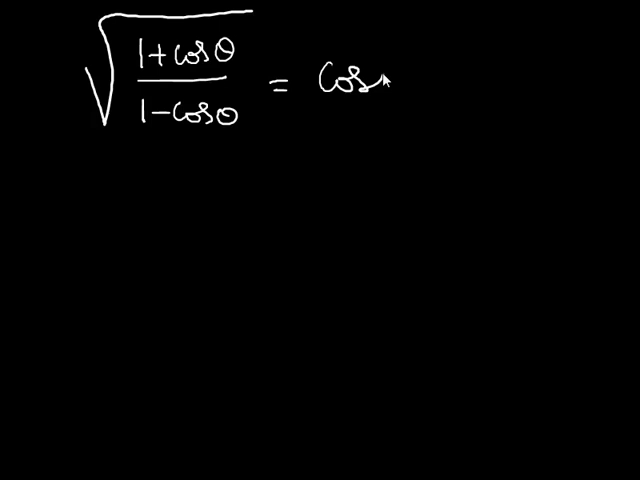 √((1+cosθ)/(1-cosθ)) = Cos